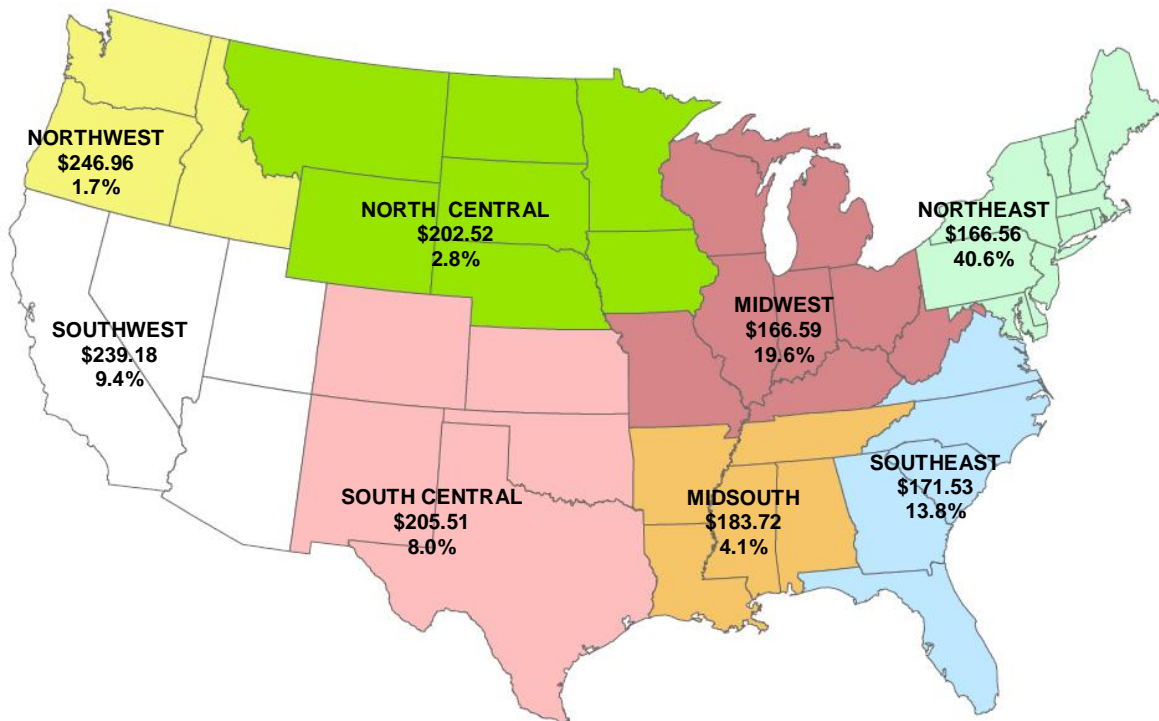 NORTHWEST
$246.96
1.7%
NORTH CENTRAL
$202.52
2.8%
NORTHEAST
$166.56
40.6%
SOUTHWEST
$239.18
9.4%
MIDWEST
$166.59
19.6%
SOUTH CENTRAL
$205.51
8.0%
MIDSOUTH
$183.72
4.1%
SOUTHEAST
$171.53
13.8%